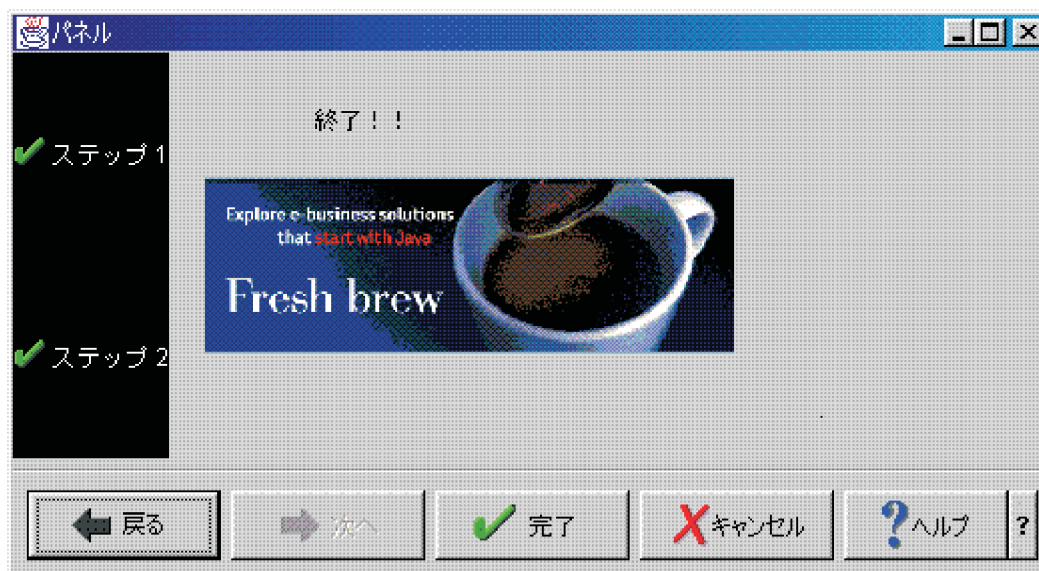 パネル
終了！！
ステップ 1
Explore e-business solutions
that start with Java
Fresh brew
ステップ 2
戻る 次へ 完了 キャンセル ヘルプ ?